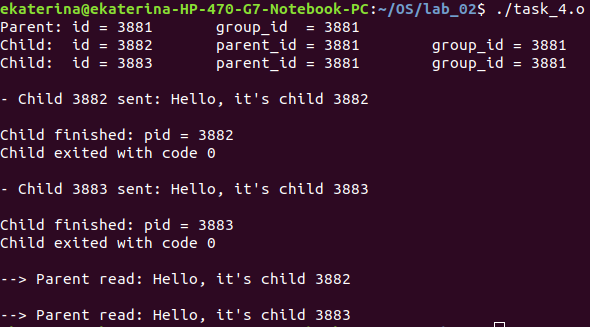 ekaterina@ekaterina-HP-470-G7-Notebook-PC:~/OS/lab_02$ ./task_4.o
Parent: id = 3881 group_id = 3881
Child: id = 3882 parent_id = 3881 group_id = 3881
Child: id = 3883 parent_id = 3881 group_id = 3881
- Child 3882 sent: Hello, it's child 3882
Child finished: pid = 3882
Child exited with code 0
- Child 3883 sent: Hello, it's child 3883
Child finished: pid = 3883
Child exited with code 0
--> Parent read: Hello, it's child 3882
--> Parent read: Hello, it's child 3883